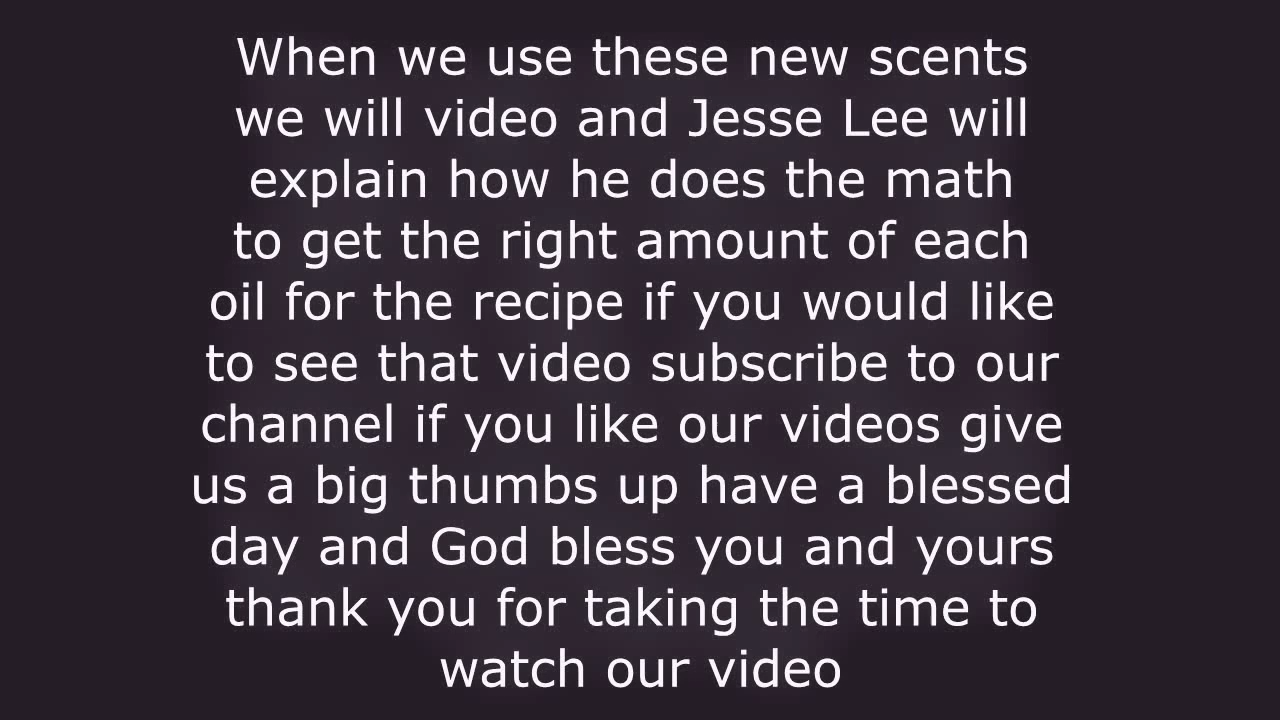 When we use these new scents
we will video and Jesse Lee will
explain how he does the math
to get the right amount of each
oil for the recipe if you would like
to see that video subscribe to our
channel if you like our videos give
us a big thumbs up have a blessed
day and God bless you and yours
thank you for taking the time to
watch our video